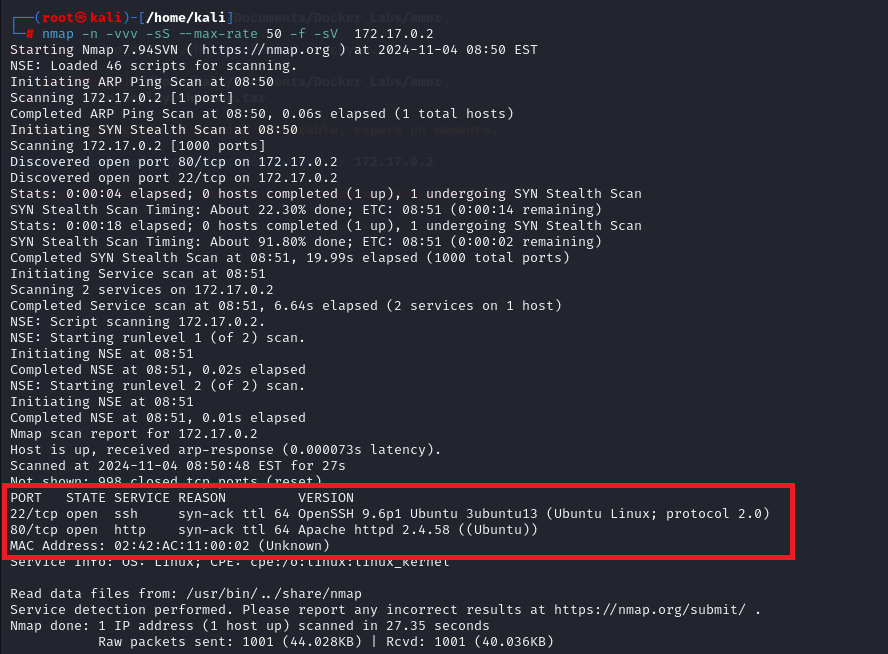 ┌──(root㉿kali)-[/home/kali]
└─# nmap -n -vvv -sS --max-rate 50 -f -sV  172.17.0.2
Starting Nmap 7.94SVN ( https://nmap.org ) at 2024-11-04 08:50 EST
NSE: Loaded 46 scripts for scanning.
Initiating ARP Ping Scan at 08:50
Scanning 172.17.0.2 [1 port]
Completed ARP Ping Scan at 08:50, 0.06s elapsed (1 total hosts)
Initiating SYN Stealth Scan at 08:50
Scanning 172.17.0.2 [1000 ports]
Discovered open port 80/tcp on 172.17.0.2
Discovered open port 22/tcp on 172.17.0.2
Stats: 0:00:04 elapsed; 0 hosts completed (1 up), 1 undergoing SYN Stealth Scan
SYN Stealth Scan Timing: About 22.30% done; ETC: 08:51 (0:00:14 remaining)
Stats: 0:00:18 elapsed; 0 hosts completed (1 up), 1 undergoing SYN Stealth Scan
SYN Stealth Scan Timing: About 91.80% done; ETC: 08:51 (0:00:02 remaining)
Completed SYN Stealth Scan at 08:51, 19.99s elapsed (1000 total ports)
Initiating Service scan at 08:51
Scanning 2 services on 172.17.0.2
Completed Service scan at 08:51, 6.64s elapsed (2 services on 1 host)
NSE: Script scanning 172.17.0.2.
NSE: Starting runlevel 1 (of 2) scan.
Initiating NSE at 08:51
Completed NSE at 08:51, 0.02s elapsed
NSE: Starting runlevel 2 (of 2) scan.
Initiating NSE at 08:51
Completed NSE at 08:51, 0.01s elapsed
Nmap scan report for 172.17.0.2
Host is up, received arp-response (0.000073s latency).
Scanned at 2024-11-04 08:50:48 EST for 27s
Not shown: 998 closed tcp ports (reset)
PORT   STATE SERVICE REASON         VERSION
22/tcp open  ssh     syn-ack ttl 64 OpenSSH 9.6p1 Ubuntu 3ubuntu13 (Ubuntu Linux; protocol 2.0)
80/tcp open  http    syn-ack ttl 64 Apache httpd 2.4.58 ((Ubuntu))
MAC Address: 02:42:AC:11:00:02 (Unknown)
Service Info: OS: Linux; CPE: cpe:/o:linux:linux_kernel

Read data files from: /usr/bin/../share/nmap
Service detection performed. Please report any incorrect results at https://nmap.org/submit/ .
Nmap done: 1 IP address (1 host up) scanned in 27.35 seconds
           Raw packets sent: 1001 (44.028KB) | Rcvd: 1001 (40.036KB)